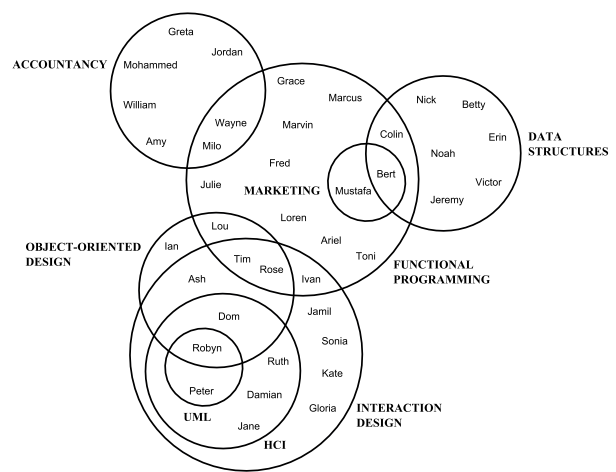 Greta
Jordan
ACCOUNTANCY
Mohammed
William
Amy
Wayne
Milo
Grace
Marcus
Marvin
Fred
Julie
MARKETING
Mustafa
Colin
Bert
Nick
Betty
Erin
Noah
Victor
Jeremy
DATA
STRUCTURES
Loren
Ariel
Toni
FUNCTIONAL
PROGRAMMING
OBJECT-ORIENTED
DESIGN
Lou
Ian
Tim
Rose
Ivan
Ash
Dom
Jamil
Robyn
Sonia
Ruth
Kate
Peter
Damian
Gloria
UML
Jane
HCI
INTERACTION
DESIGN